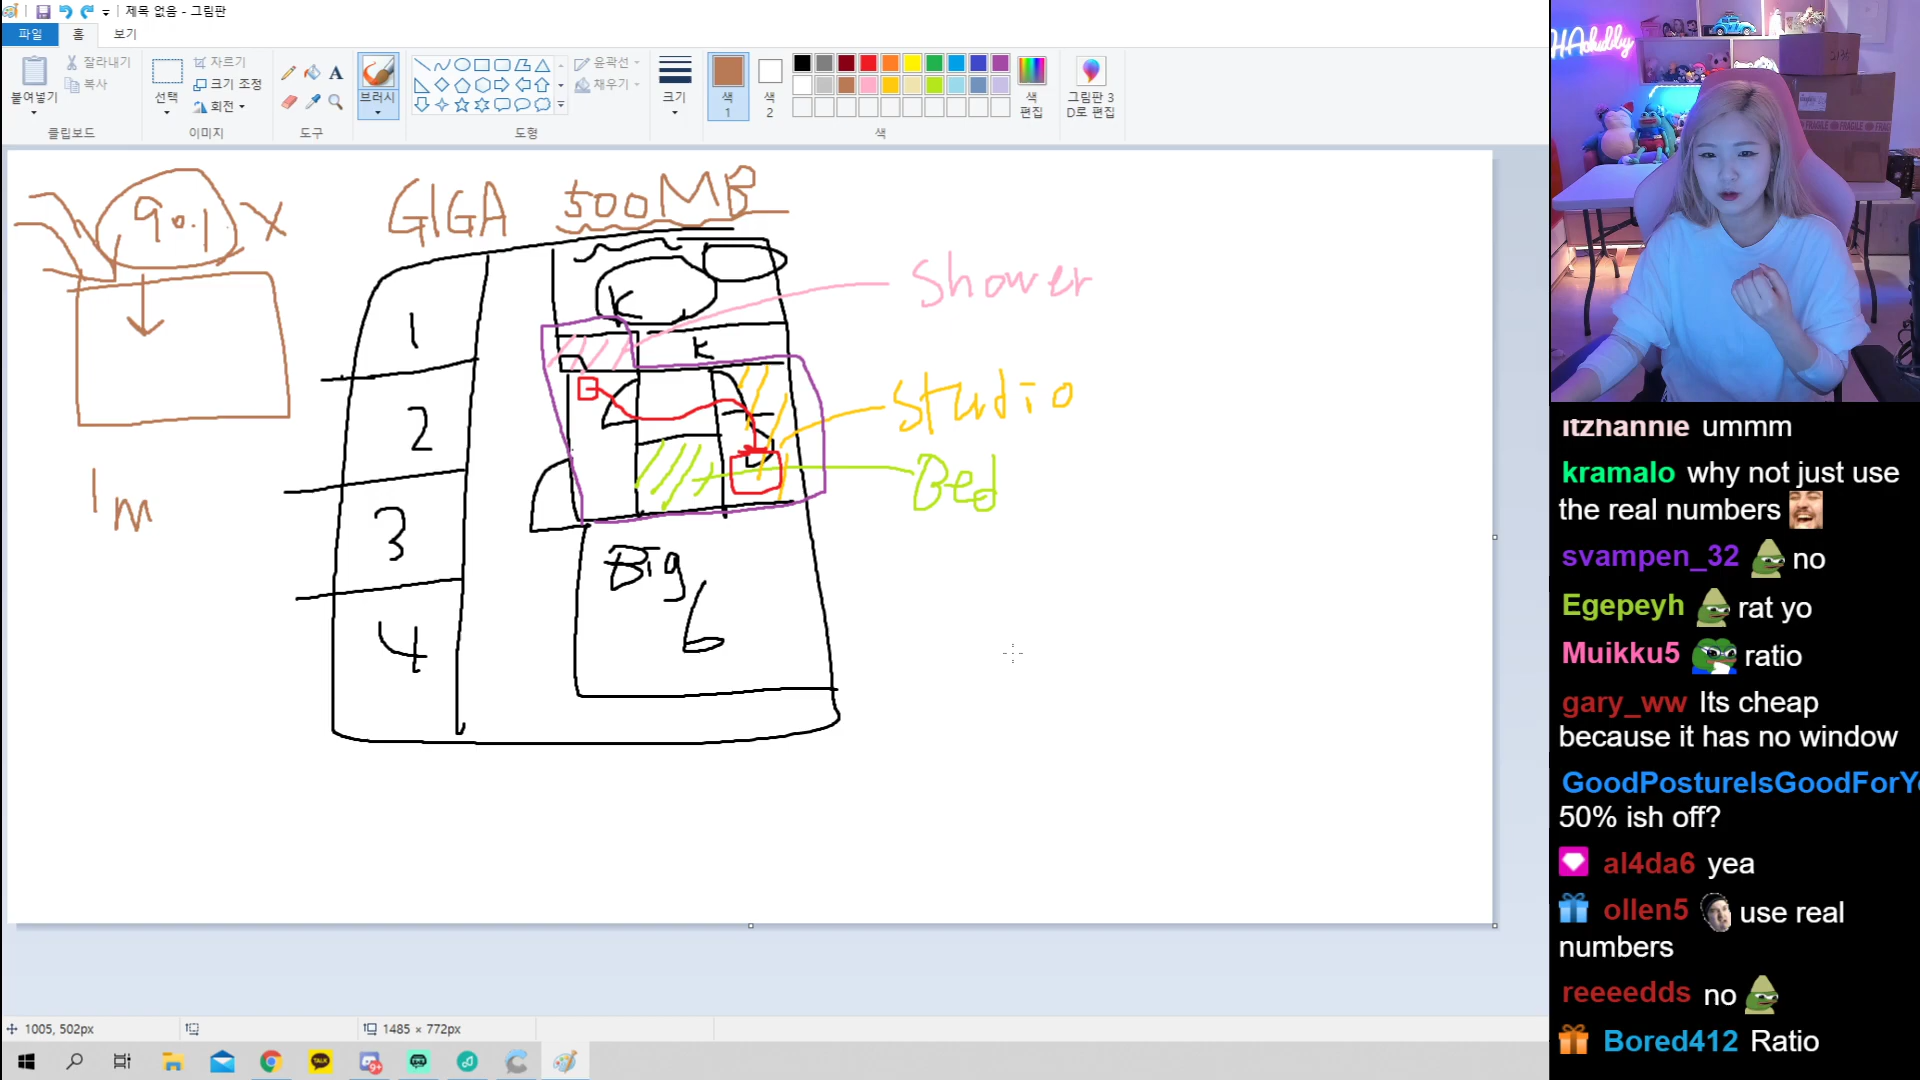 제목 없음 - 그림판
파일 홈 보기
붙여넣기
잘라내기
복사
클립보드
선택
자르기
크기 조정
회전
이미지
A
도구
브러시
윤곽선
채우기
도형
크기
색
1
색
2
색
편집
그림판 3
D로 편집
색
90.1 X
GIGA 500MB
K
K
1
2
3
4
Shower
Studio
Bed
Big
6
1m
1005, 502px
1485 × 772px
TALK
9+
FRAGILE FRAGILE
itzhannie ummm
kramalo why not just use
the real numbers
svampen_32 no
Egepeyh rat yo
Muikku5 ratio
gary_ww Its cheap
because it has no window
GoodPostureIsGoodForYo
50% ish off?
al4da6 yea
ollen5 use real
numbers
reeeedds no
Bored412 Ratio